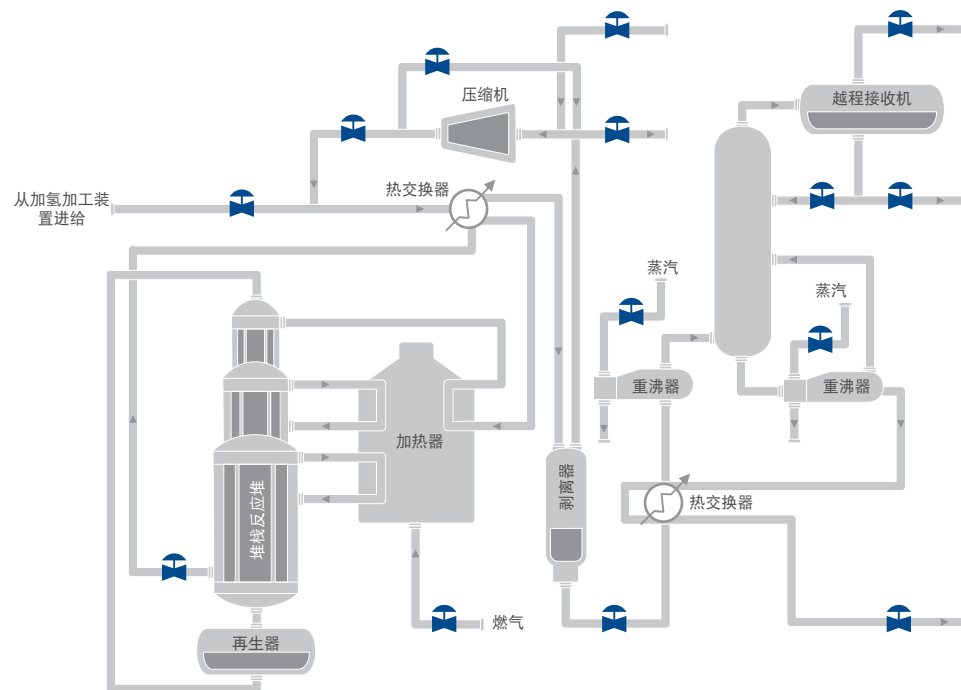 压缩机
越程接收机
热交换器
从加氢加工装
置进给
蒸汽
蒸汽
重沸器
重沸器
加热器
剥离器
热交换器
堆栈反应堆
燃气
再生器